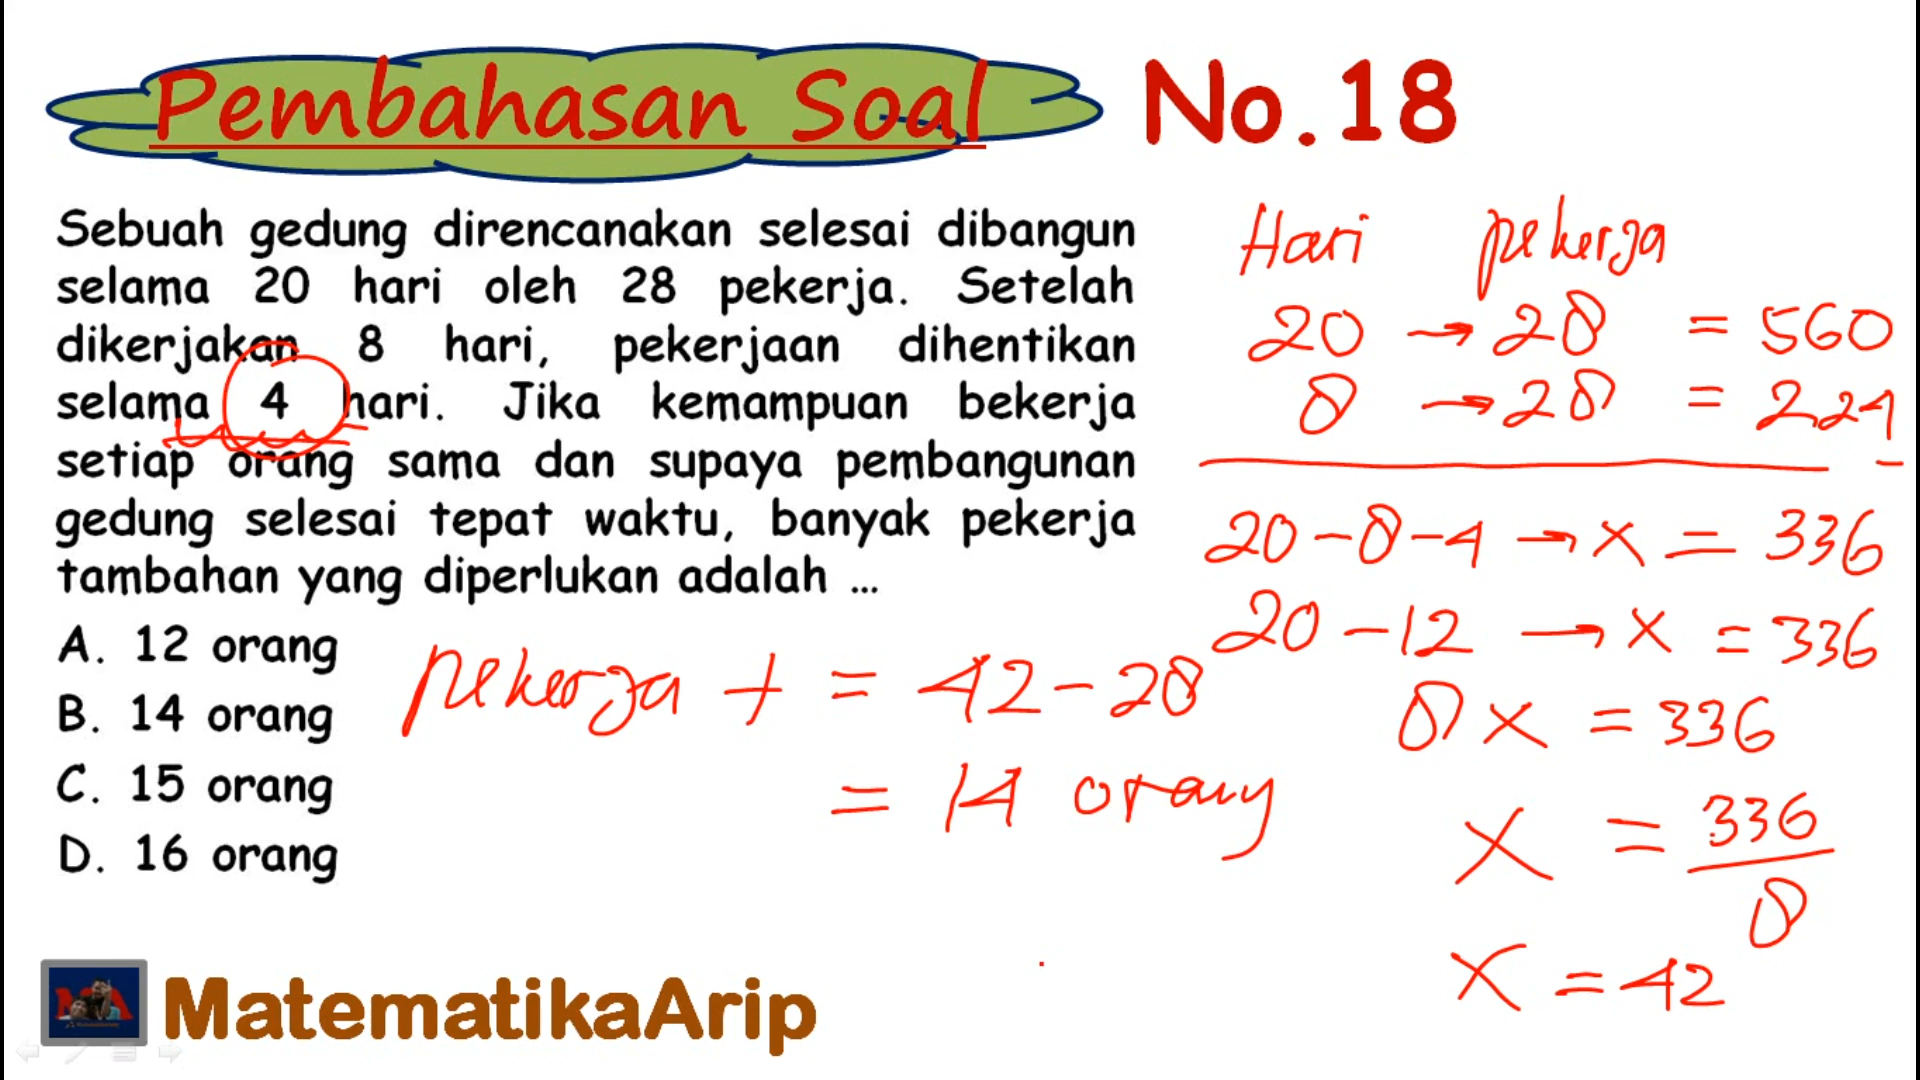 Pembahasan Soal No.18
Sebuah gedung direncanakan selesai dibangun
selama 20 hari oleh 28 pekerja. Setelah
dikerjakan 8 hari, pekerjaan dihentikan
selama 4 hari. Jika kemampuan bekerja
setiap orang sama dan supaya pembangunan
gedung selesai tepat waktu, banyak pekerja
tambahan yang diperlukan adalah ...
A. 12 orang
B. 14 orang
C. 15 orang
D. 16 orang
pekerja + = 42 - 28
= 14 orang
Hari pekerja
20 → 28 = 560
8 → 28 = 224
20 - 8 - 4 → x = 336
20 - 12 → x = 336
8 x = 336
x = 336/8
x = 42
MatematikaArip